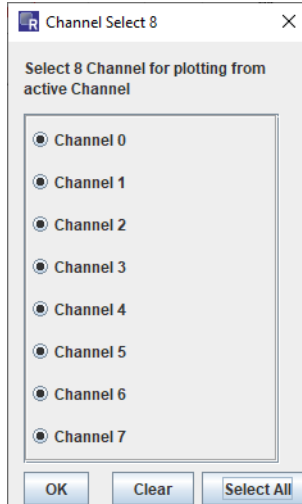 Channel Select 8
Select 8 Channel for plotting from
active Channel
Channel 0
Channel 1
Channel 2
Channel 3
Channel 4
Channel 5
Channel 6
Channel 7
OK Clear Select All